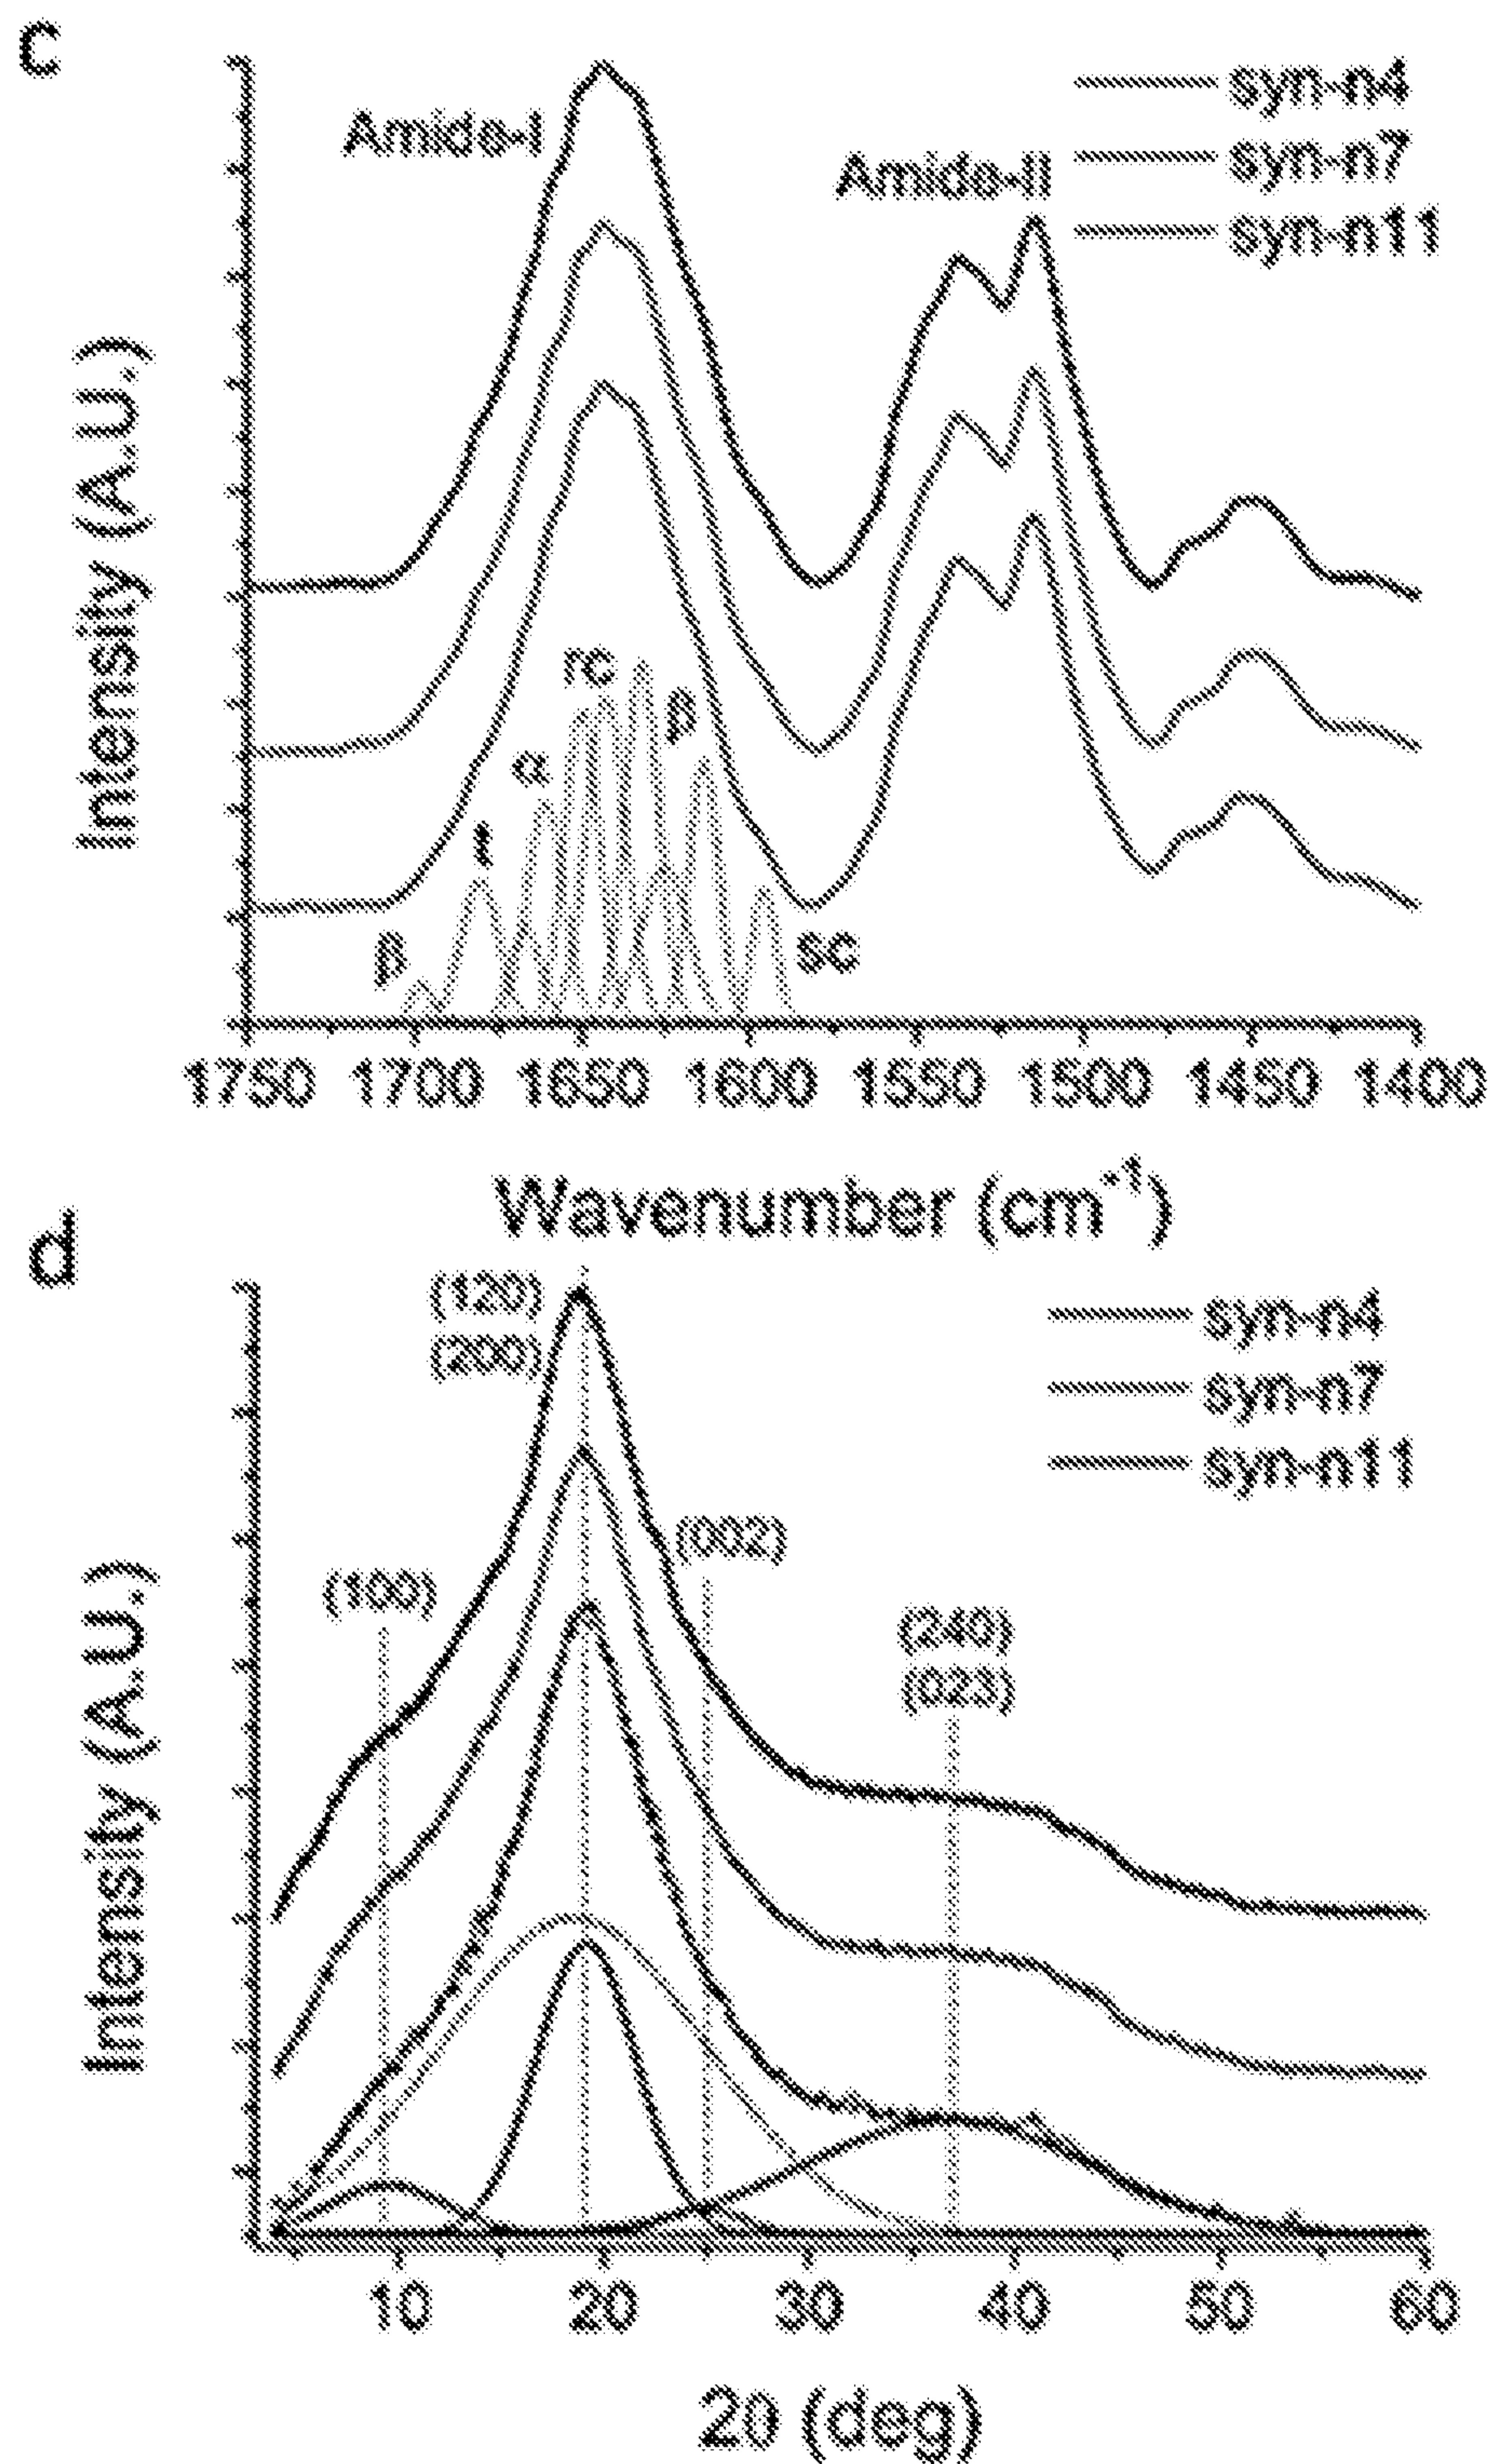 c
Amide-I
Amide-II
syn-n4
syn-n7
syn-n11
Intensity (A.U.)
β
t
α
rc
β
sc
1750 1700 1650 1600 1550 1500 1450 1400
Wavenumber (cm⁻¹)
d
(120)
(200)
syn-n4
syn-n7
syn-n11
(100)
(002)
(240)
(023)
Intensity (A.U.)
10 20 30 40 50 60
2θ (deg)